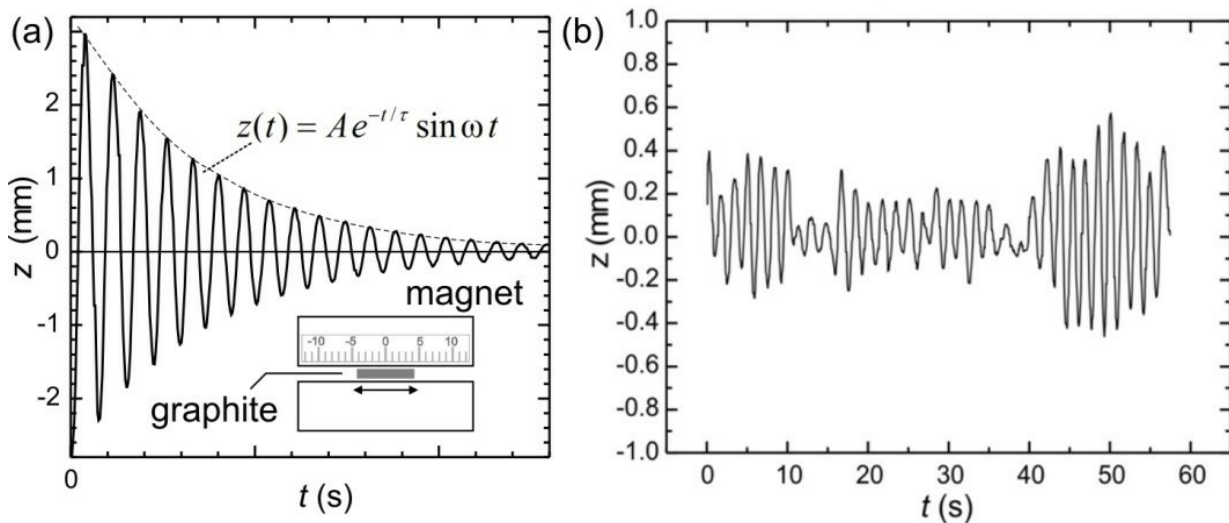 (a)
z (mm)
2
1
0
-1
-2
z(t) = Ae^{-t/τ} sin ωt
magnet
-10 -5 0 5 10
graphite
0
t (s)
(b)
z (mm)
1.0
0.8
0.6
0.4
0.2
0.0
-0.2
-0.4
-0.6
-0.8
-1.0
0 10 20 30 40 50 60
t (s)